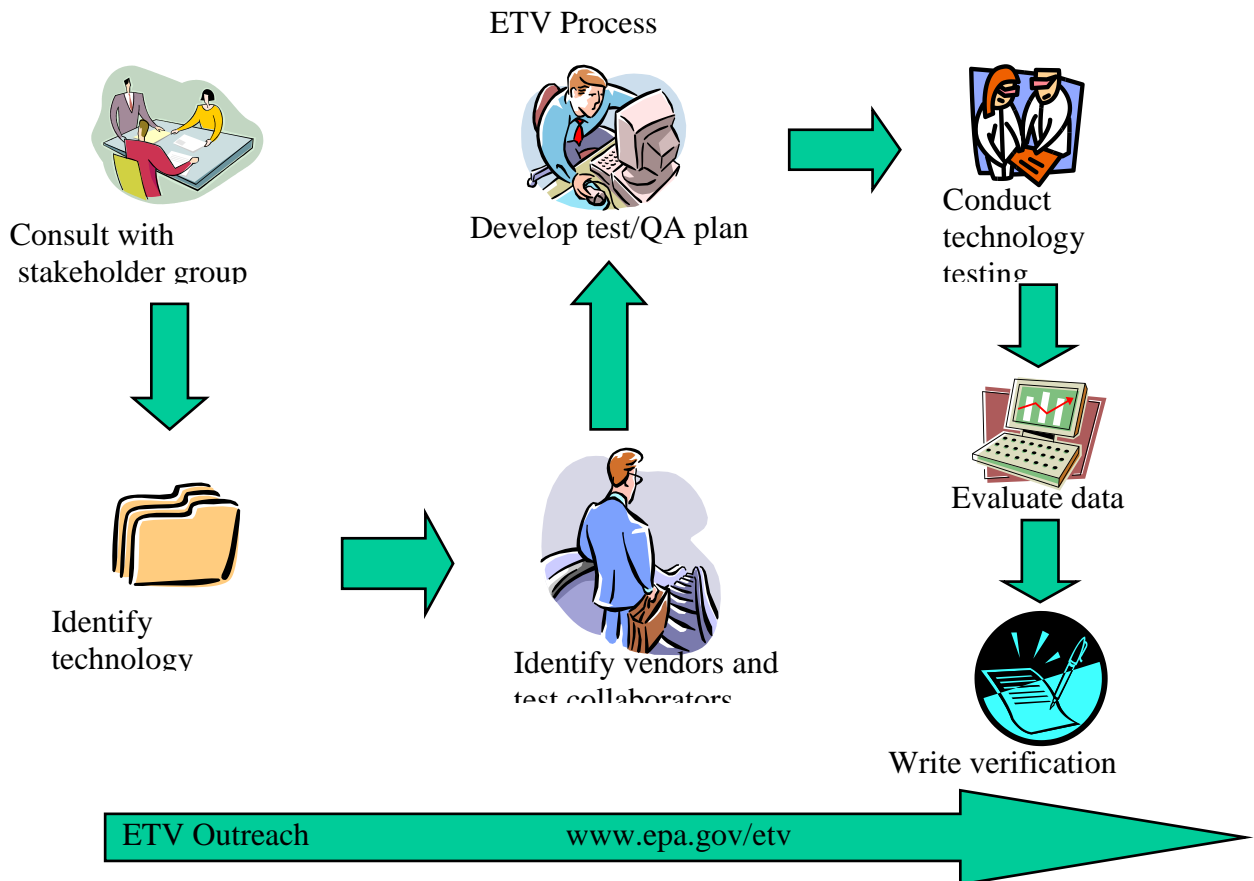 ETV Process
Consult with
stakeholder group
Identify
technology
Identify vendors and
test collaborators
Develop test/QA plan
Conduct
technology
testing
Evaluate data
Write verification
ETV Outreach www.epa.gov/etv